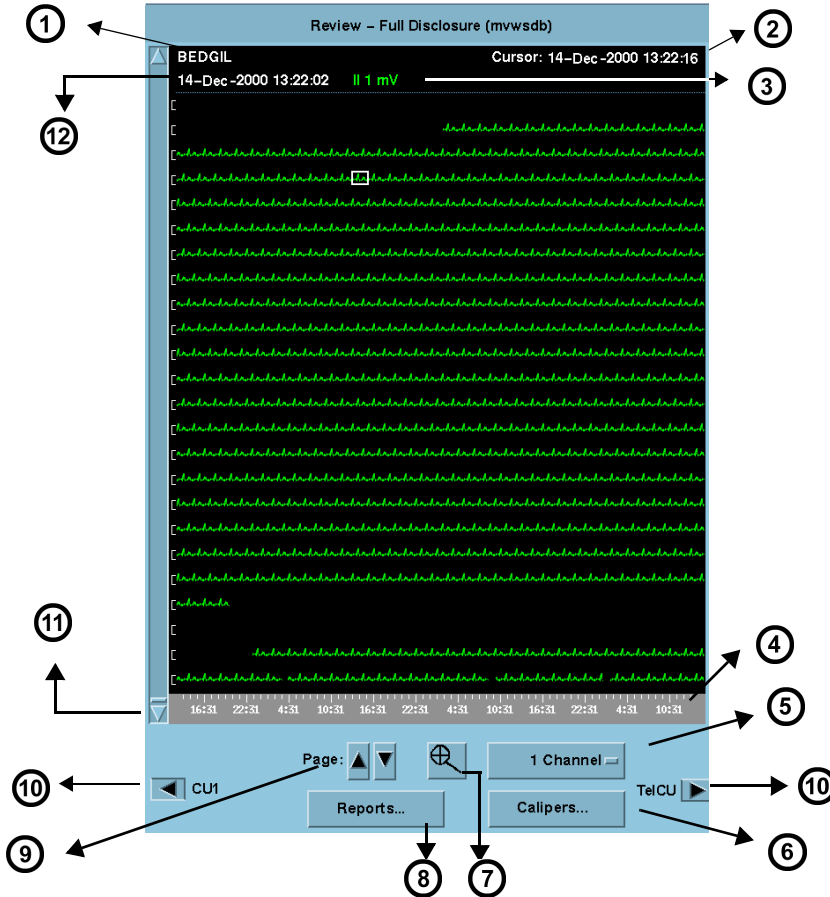 Review – Full Disclosure (mvwsdb)
1
2
BEDGIL
Cursor: 14-Dec-2000 13:22:16
14-Dec-2000 13:22:02
II 1 mV
3
12
11
4
16:31 22:31 4:31 10:31 16:31 22:31 4:31 10:31 16:31 22:31 4:31 10:31
5
Page:
1 Channel
10
CU1
TelCU
10
Reports...
Calipers...
9
8
7
6